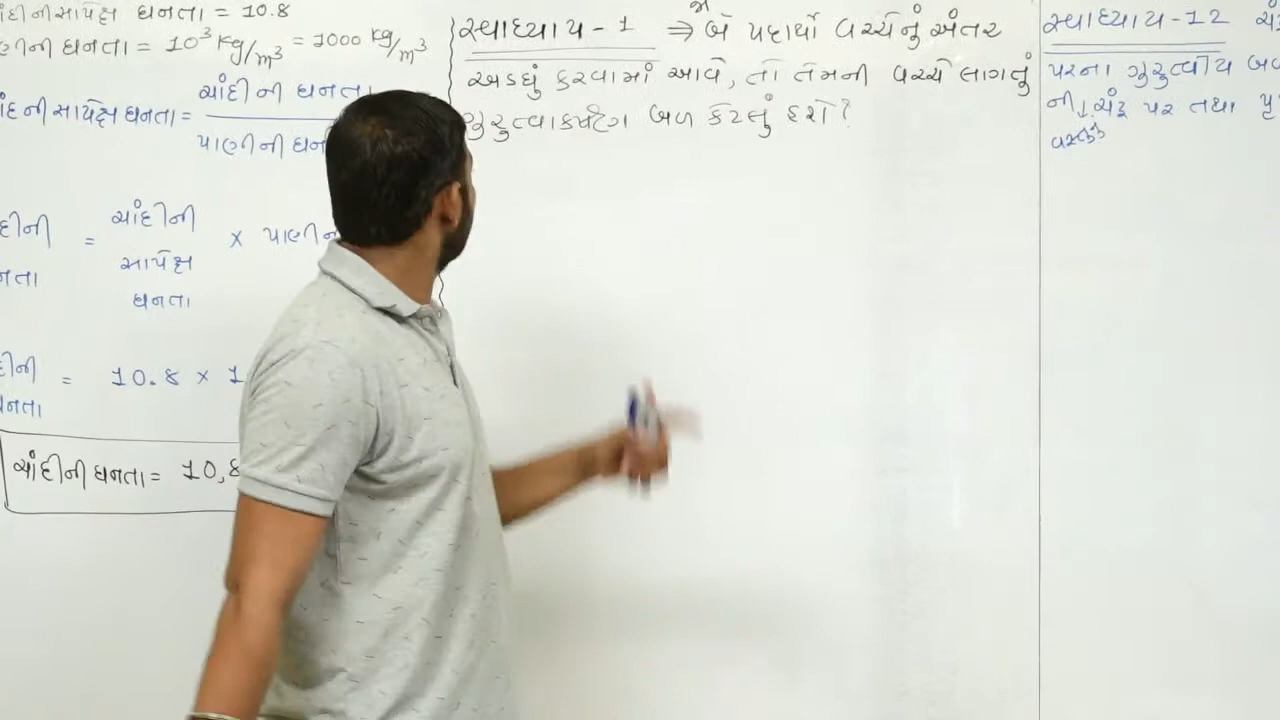 ચાંદીની સાપેક્ષ ઘનતા = 10.8
પાણીની ઘનતા = 10³ kg/m³ = 1000 kg/m³
ચાંદીની સાપેક્ષ ઘનતા = ચાંદીની ઘનતા
પાણીની ઘન
ચાંદીની
= × પાણીન
સાપેક્ષ
ઘનતા
= 10.8 × 1
ચાંદીની ઘનતા = 10,8
સ્વાધ્યાય - 1 ⇒ જો બે પદાર્થો વચ્ચેનું અંતર
અડધું કરવામાં આવે, તો તેમની વચ્ચે લાગતું
ગુરુત્વાકર્ષણ બળ કેટલું હશે?
સ્વાધ્યાય - 12
પરના ગુરુત્વીય બળ
ની ચંદ્ર પર તથા પૃ